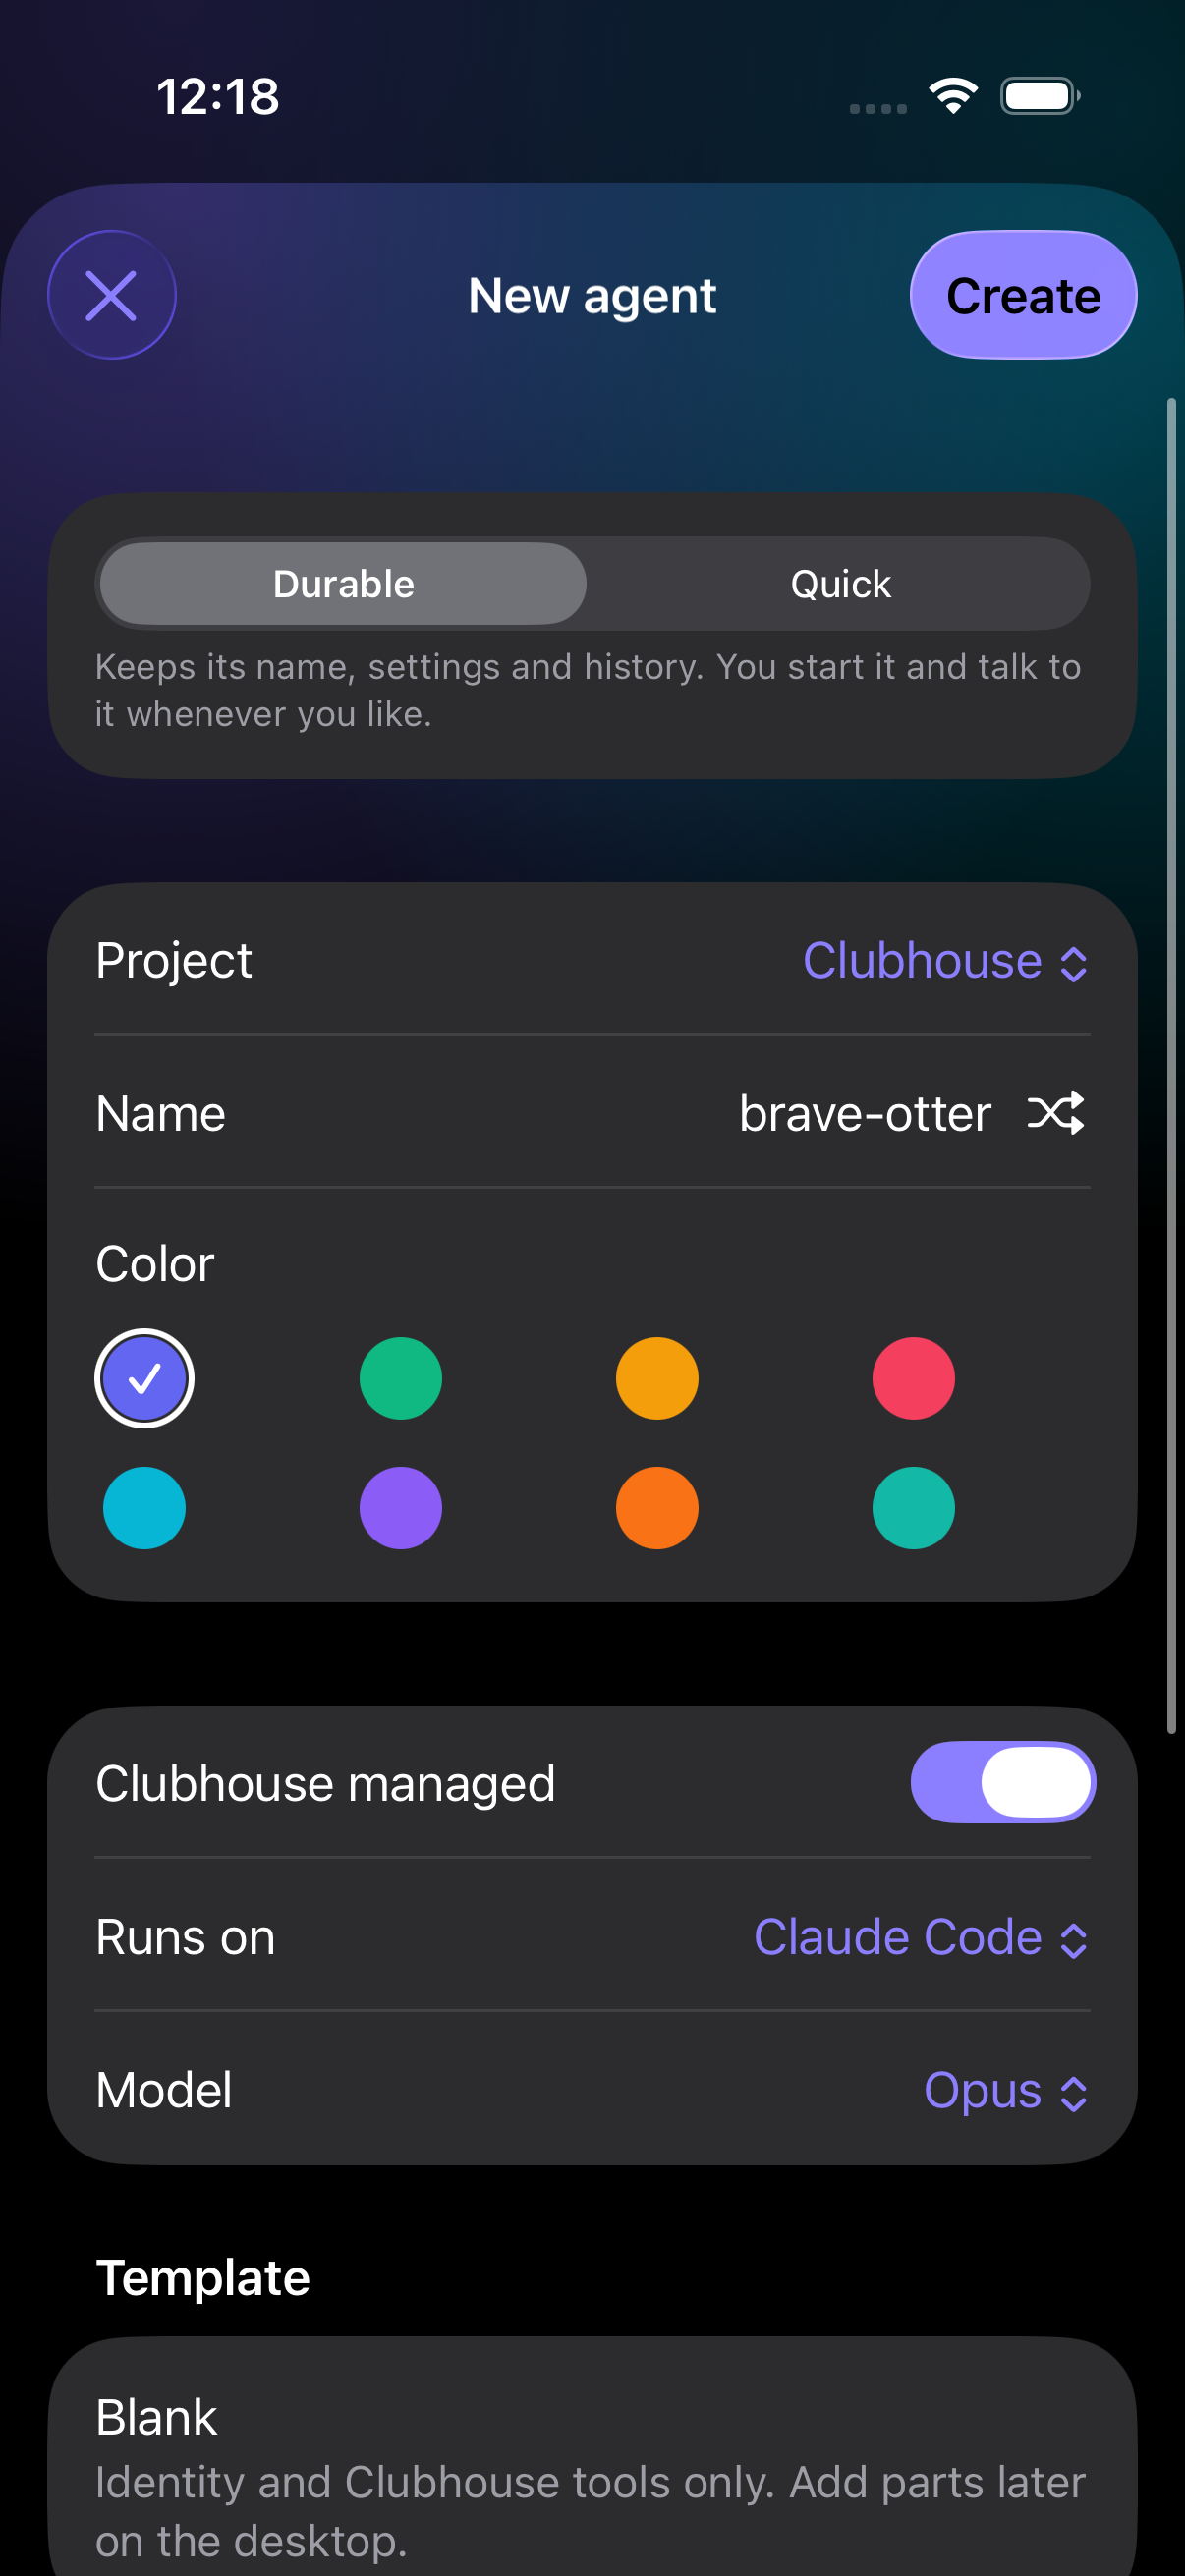 12:18
New agent
Create
Durable
Quick
Keeps its name, settings and history. You start it and talk to
it whenever you like.
Project
Clubhouse
Name
brave-otter
Color
Clubhouse managed
Runs on
Claude Code
Model
Opus
Template
Blank
Identity and Clubhouse tools only. Add parts later
on the desktop.